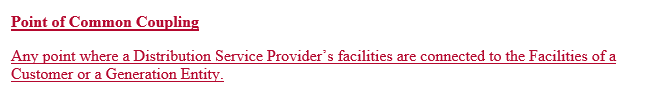 Point of Common Coupling
Any point where a Distribution Service Provider’s facilities are connected to the Facilities of a
Customer or a Generation Entity.